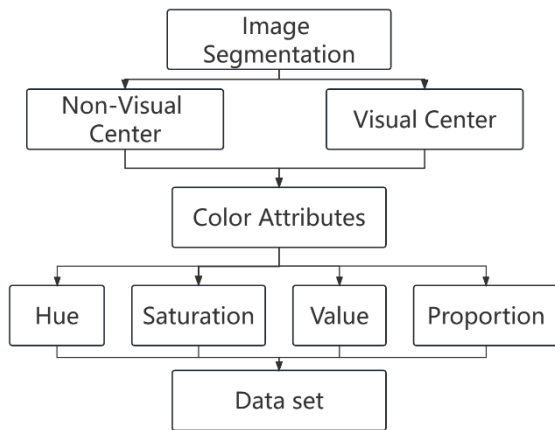 Image
Segmentation
Non-Visual
Center
Visual Center
Color Attributes
Hue
Saturation
Value
Proportion
Data set